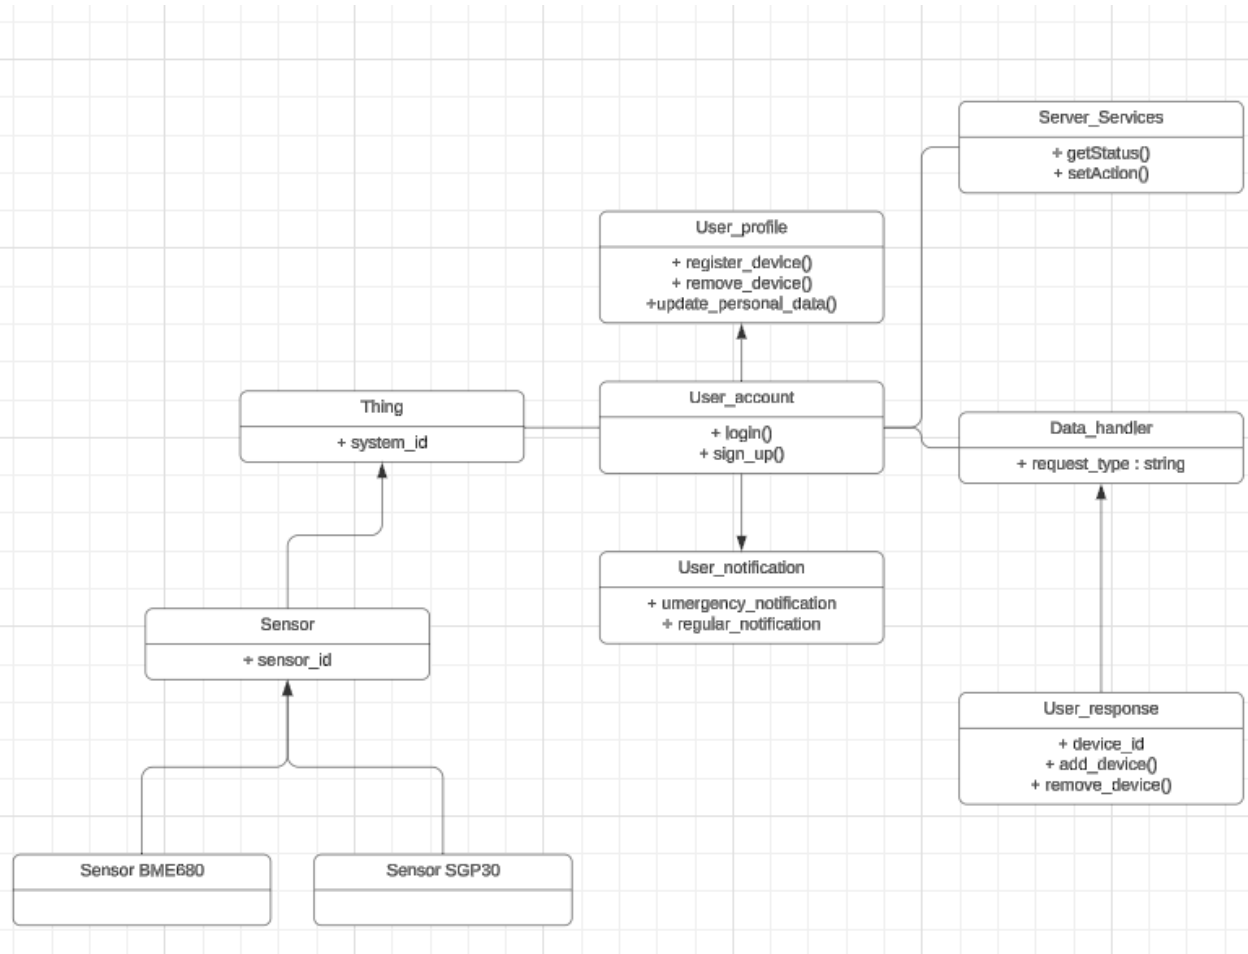 Server_Services
+ getStatus()
+ setAction()
User_profile
+ register_device()
+ remove_device()
+update_personal_data()
Thing
+ system_id
User_account
+ login()
+ sign_up()
Data_handler
+ request_type : string
User_notification
+ umergency_notification
+ regular_notification
Sensor
+ sensor_id
User_response
+ device_id
+ add_device()
+ remove_device()
Sensor BME680
Sensor SGP30